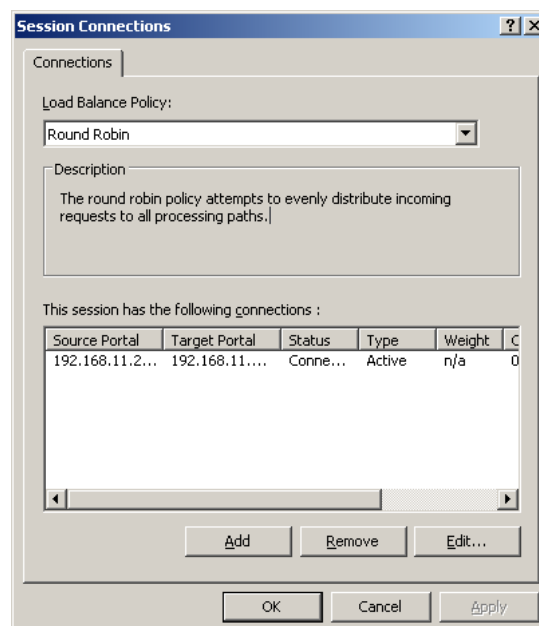 Session Connections
Connections
Load Balance Policy:
Round Robin
Description
The round robin policy attempts to evenly distribute incoming
requests to all processing paths.
This session has the following connections :
Source Portal Target Portal Status Type Weight C
192.168.11.2... 192.168.11.... Conne... Active n/a 0
Add Remove Edit...
OK Cancel Apply